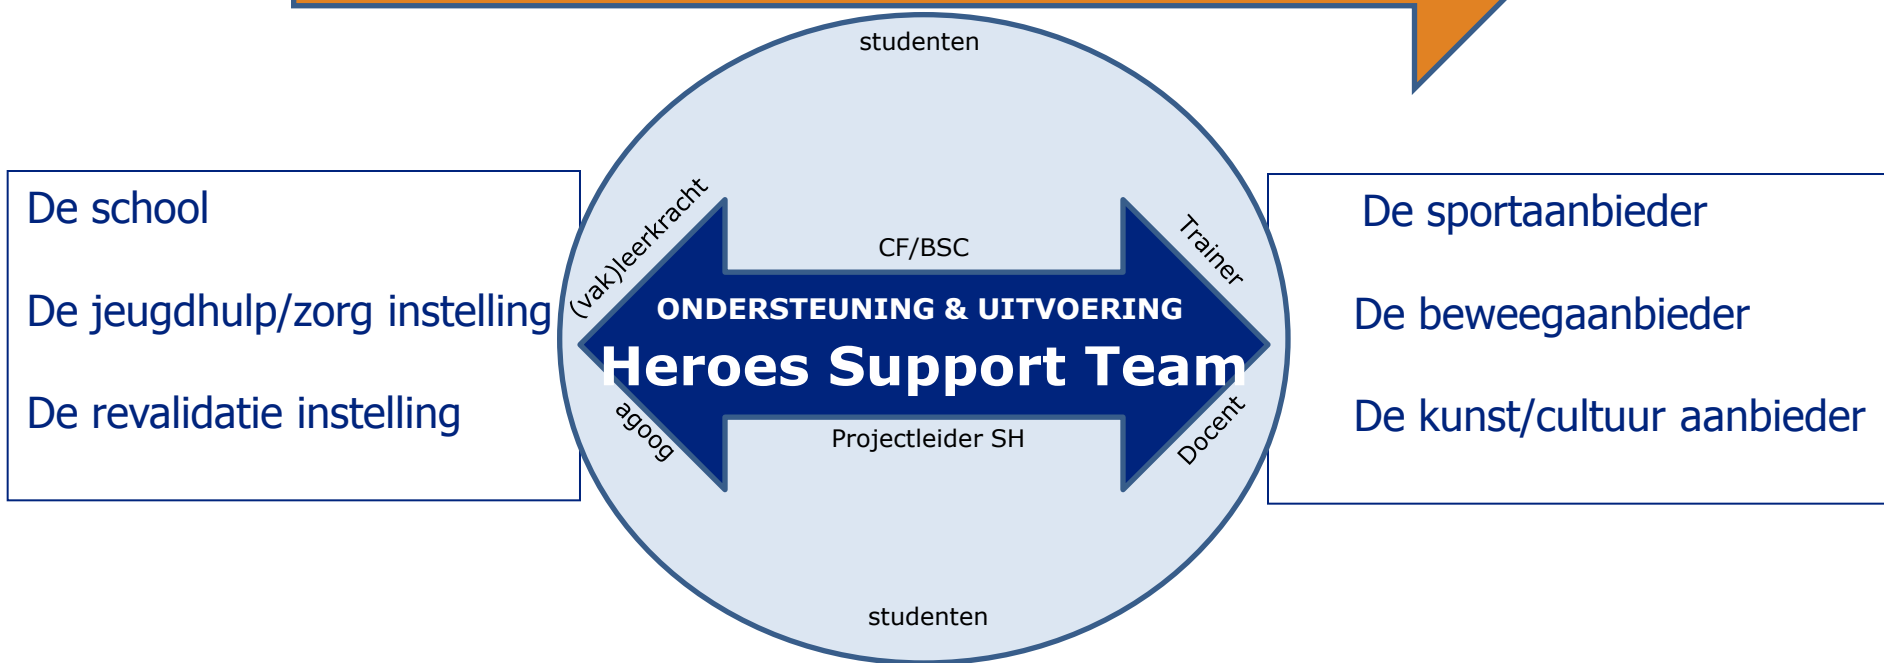 studenten
De school
De jeugdhulp/zorg instelling
De revalidatie instelling
(vak)leerkracht
CF/BSC
Trainer
ONDERSTEUNING & UITVOERING
Heroes Support Team
agoog
Projectleider SH
Docent
De sportaanbieder
De beweegaanbieder
De kunst/cultuur aanbieder
studenten